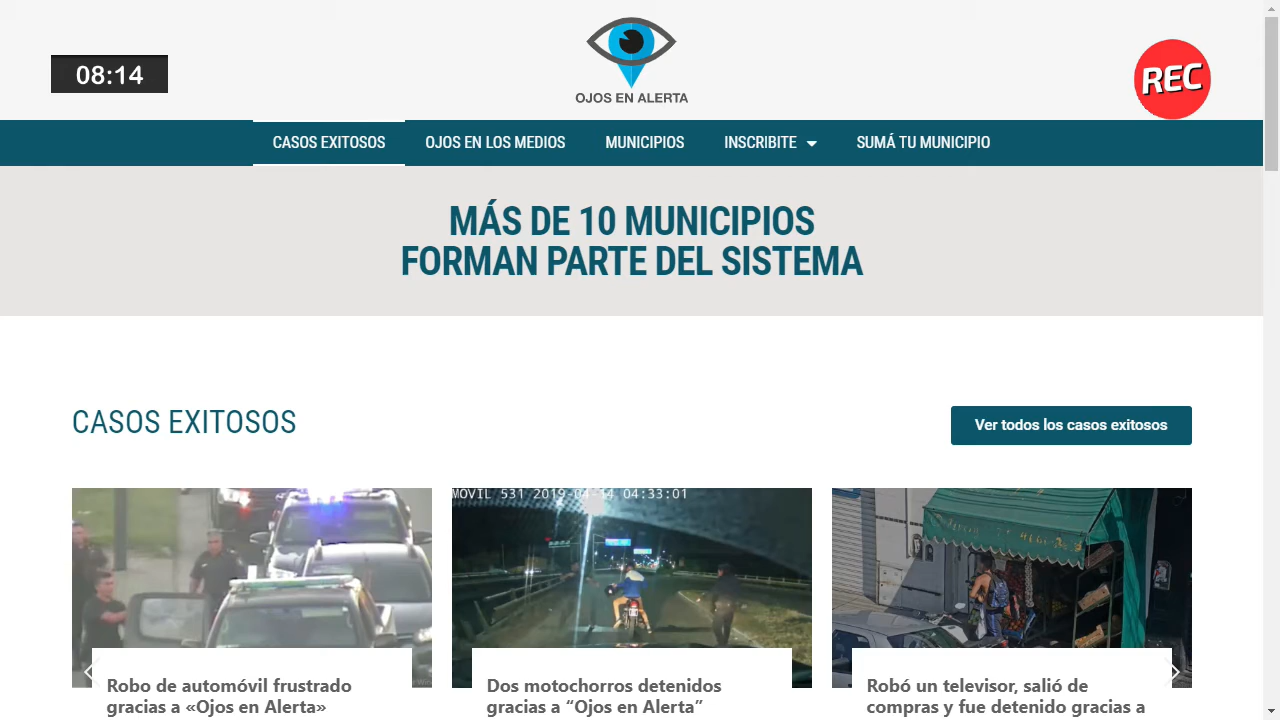 08:14
OJOS EN ALERTA
REC
CASOS EXITOSOS
OJOS EN LOS MEDIOS
MUNICIPIOS
INSCRIBITE
SUMÁ TU MUNICIPIO
MÁS DE 10 MUNICIPIOS
FORMAN PARTE DEL SISTEMA
CASOS EXITOSOS
Ver todos los casos exitosos
MOVIL 531 2019-04-14 04:33:01
Robo de automóvil frustrado
gracias a «Ojos en Alerta»
Dos motochorros detenidos
gracias a “Ojos en Alerta”
Robó un televisor, salió de
compras y fue detenido gracias a